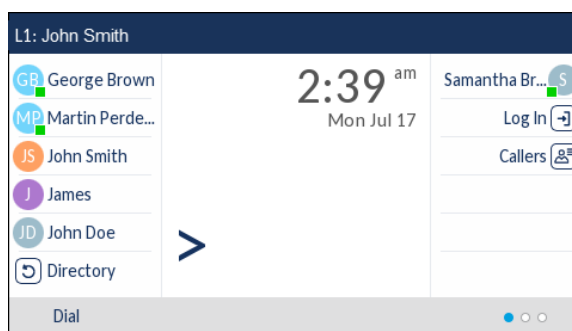 L1: John Smith
GB George Brown
MP Martin Perde...
JS John Smith
J James
JD John Doe
Directory
>
2:39 am
Mon Jul 17
Samantha Br... S
Log In
Callers
Dial